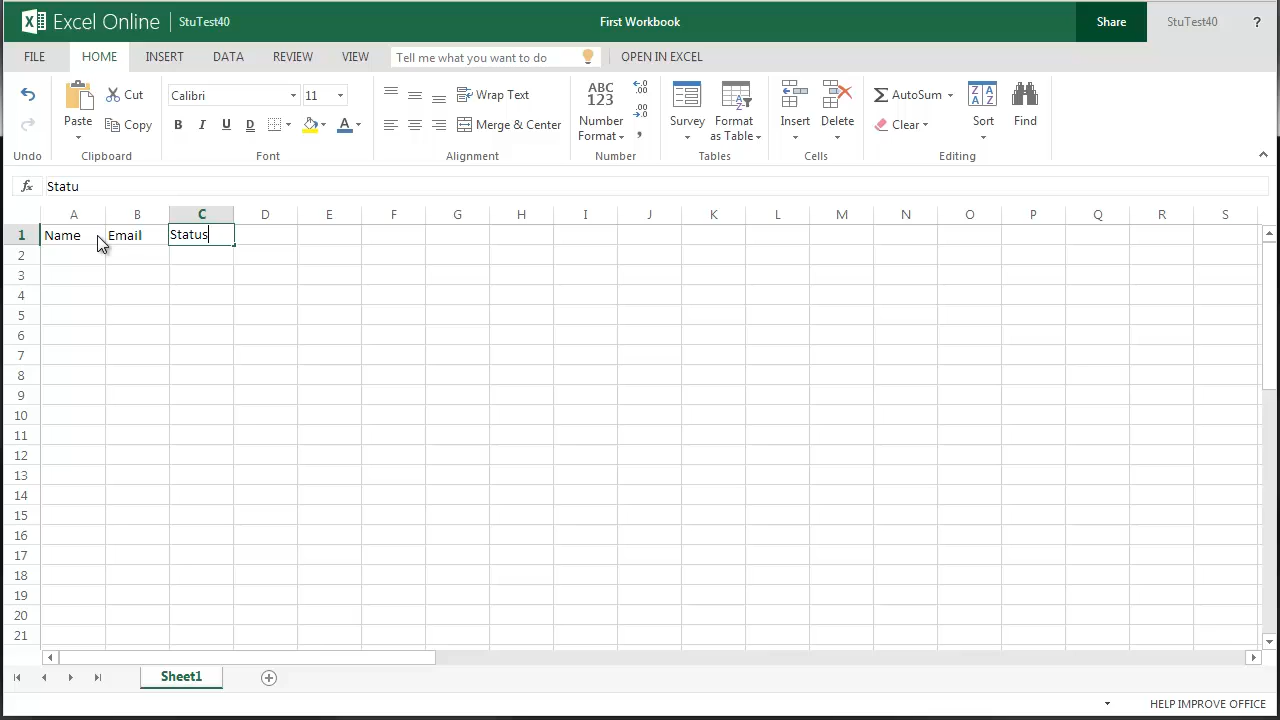 Excel Online StuTest40 First Workbook Share StuTest40 ?
FILE HOME INSERT DATA REVIEW VIEW Tell me what you want to do OPEN IN EXCEL
Paste Cut Copy Calibri 11 B I U D A Wrap Text Merge & Center ABC 123 Number Format .0 .00 , Survey Format as Table Insert Delete AutoSum Clear Sort Find
Undo Clipboard Font Alignment Number Tables Cells Editing
fx Statu
A B C D E F G H I J K L M N O P Q R S
1 Name Email Status
2
3
4
5
6
7
8
9
10
11
12
13
14
15
16
17
18
19
20
21
Sheet1
HELP IMPROVE OFFICE